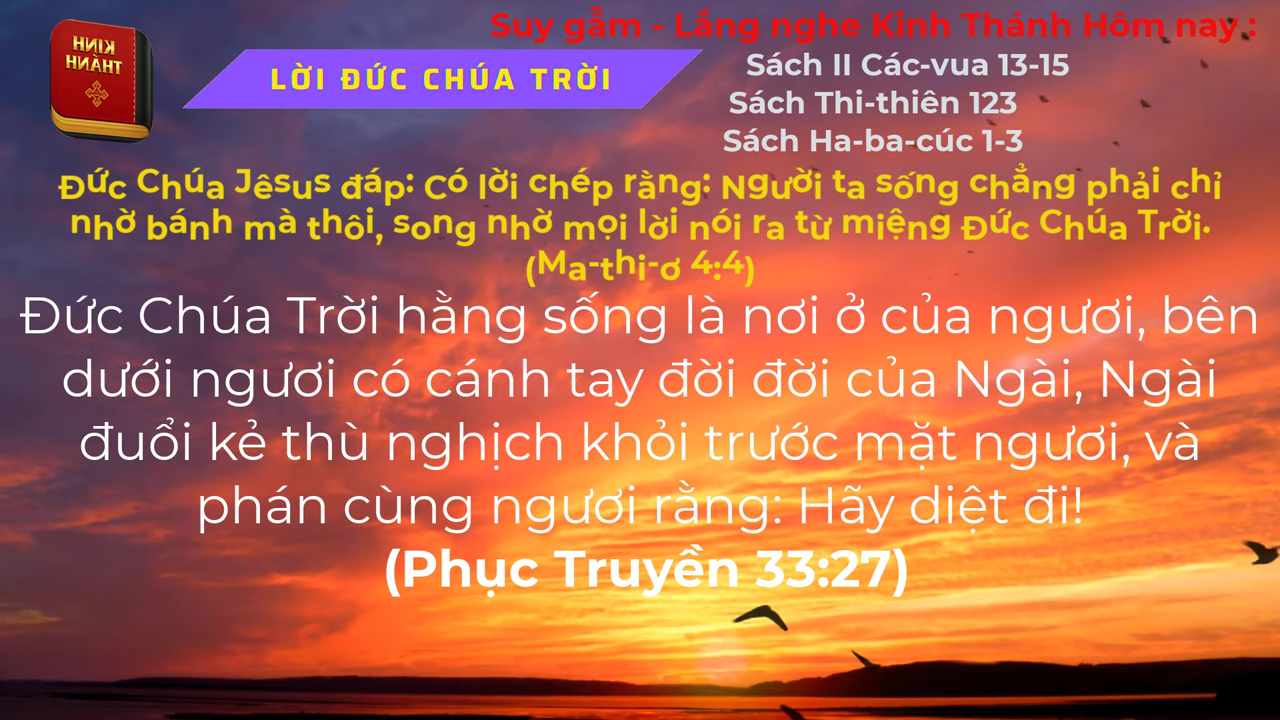 Suy gẫm - Lắng nghe Kinh Thánh Hôm nay :
KINH
THÁNH
LỜI ĐỨC CHÚA TRỜI
Sách II Các-vua 13-15
Sách Thi-thiên 123
Sách Ha-ba-cúc 1-3
Đức Chúa Jêsus đáp: Có lời chép rằng: Người ta sống chẳng phải chỉ
nhờ bánh mà thôi, song nhờ mọi lời nói ra từ miệng Đức Chúa Trời.
(Ma-thi-ơ 4:4)
Đức Chúa Trời hằng sống là nơi ở của ngươi, bên
dưới ngươi có cánh tay đời đời của Ngài, Ngài
đuổi kẻ thù nghịch khỏi trước mặt ngươi, và
phán cùng ngươi rằng: Hãy diệt đi!
(Phục Truyền 33:27)